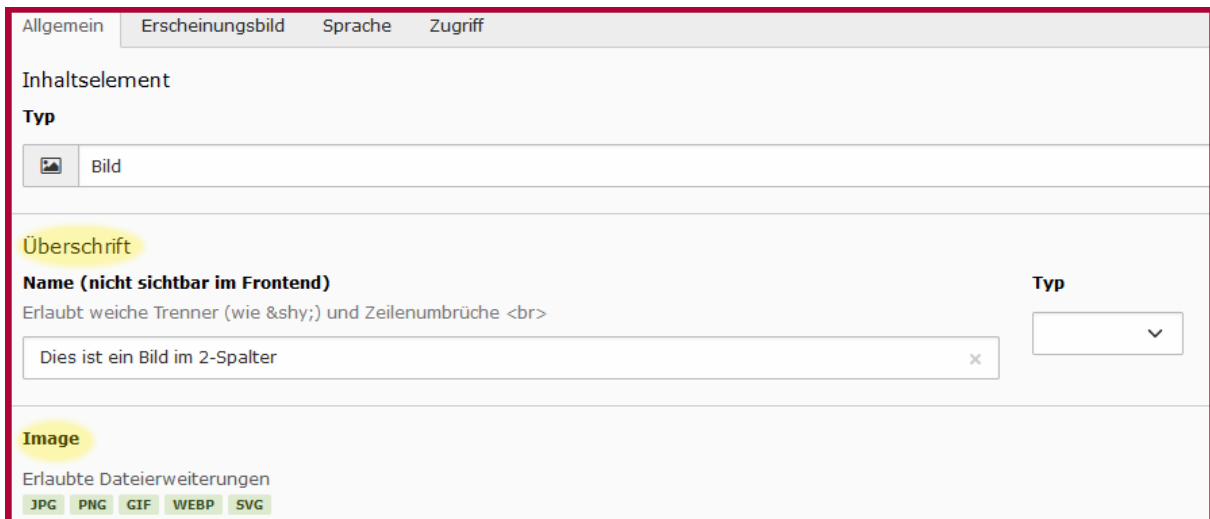 Allgemein Erscheinungsbild Sprache Zugriff
Inhaltselement
Typ
Bild
Überschrift
Name (nicht sichtbar im Frontend) Typ
Erlaubt weiche Trenner (wie &shy;) und Zeilenumbrüche <br>
Dies ist ein Bild im 2-Spalter
Image
Erlaubte Dateierweiterungen
JPG PNG GIF WEBP SVG